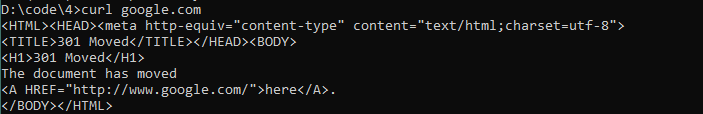 D:\code\4>curl google.com
<HTML><HEAD><meta http-equiv="content-type" content="text/html;charset=utf-8">
<TITLE>301 Moved</TITLE></HEAD><BODY>
<H1>301 Moved</H1>
The document has moved
<A HREF="http://www.google.com/">here</A>.
</BODY></HTML>